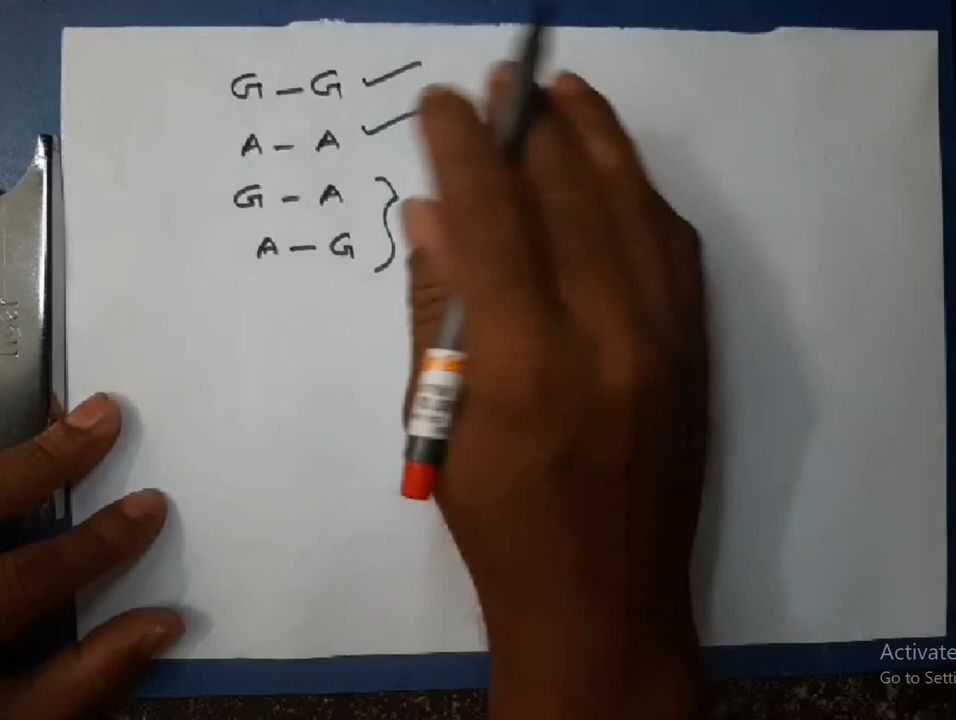 G - G ✓
A - A ✓
G - A }
A - G
Activate
Go to Setti